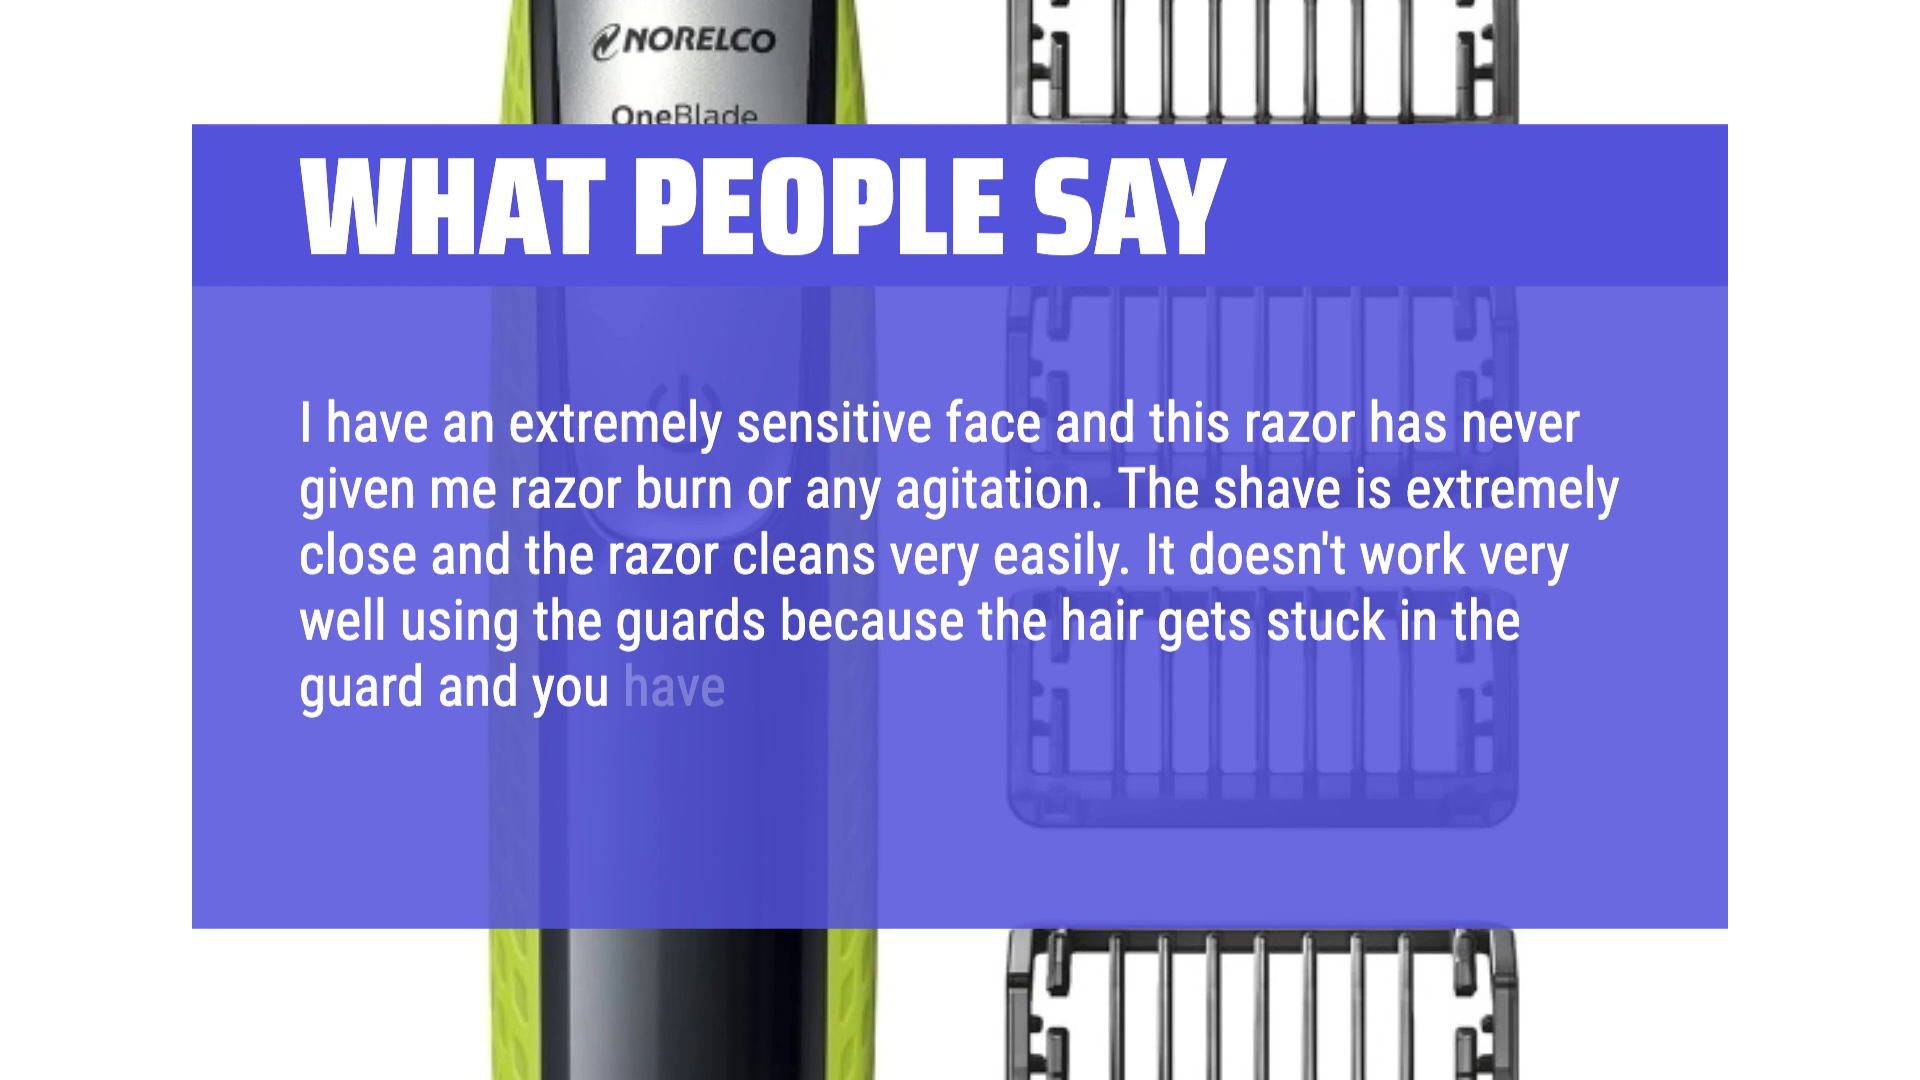 NORELCO
OneBlade
WHAT PEOPLE SAY
I have an extremely sensitive face and this razor has never
given me razor burn or any agitation. The shave is extremely
close and the razor cleans very easily. It doesn't work very
well using the guards because the hair gets stuck in the
guard and you have